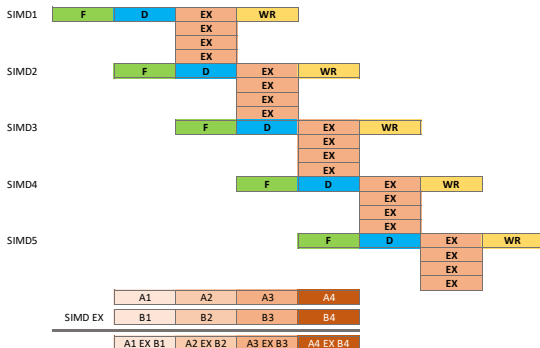 SIMD1 F D EX WR
EX
EX
EX
SIMD2 F D EX WR
EX
EX
EX
SIMD3 F D EX WR
EX
EX
EX
SIMD4 F D EX WR
EX
EX
EX
SIMD5 F D EX WR
EX
EX
EX
A1 A2 A3 A4
SIMD EX B1 B2 B3 B4
A1 EX B1 A2 EX B2 A3 EX B3 A4 EX B4